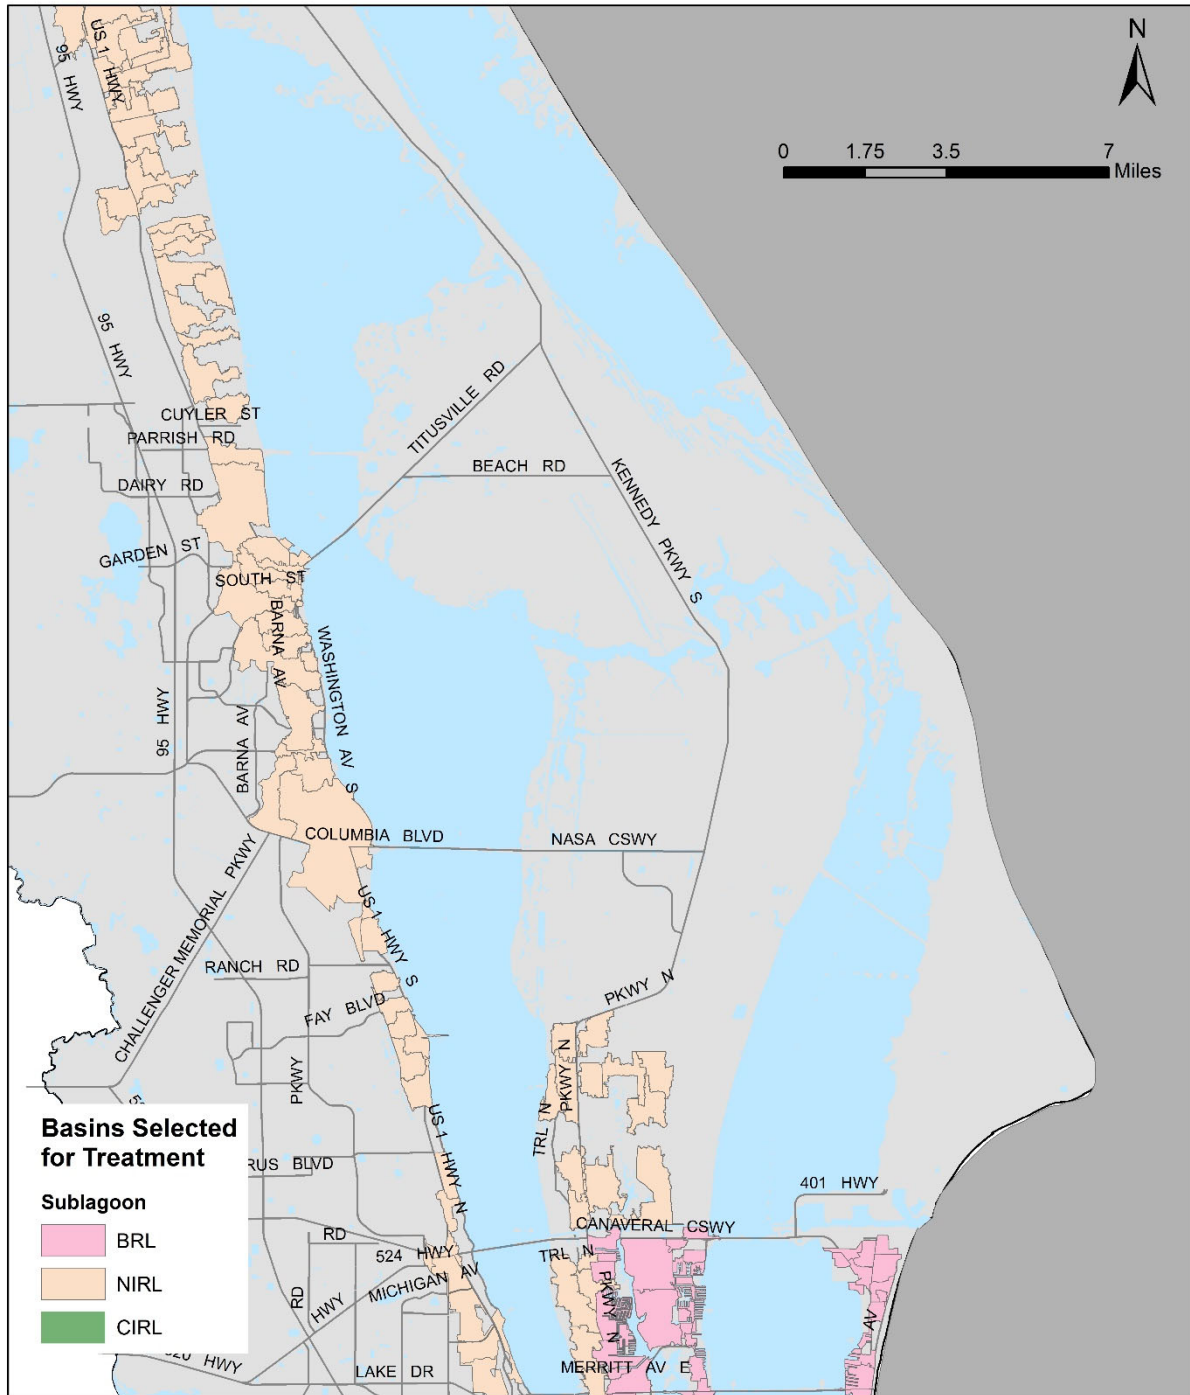 US 1 HWY
95 HWY
N
0 1.75 3.5 7
Miles
95 HWY
TITUSVILLE RD
CUYLER ST
PARRISH RD
BEACH RD
KENNEDY PKWY S
DAIRY RD
GARDEN ST
SOUTH ST
BARNA AV
WASHINGTON AV S
95 HWY
BARNA AV
COLUMBIA BLVD
NASA CSWY
CHALLENGER MEMORIAL PKWY
US 1 HWY S
RANCH RD
PKWY N
FAY BLVD
PKWY
PKWY N
TRL N
US 1 HWY N
Basins Selected
for Treatment
RUS BLVD
401 HWY
Sublagoon
CANAVERAL CSWY
RD
524 HWY
TRL N
BRL
MICHIGAN AV
RD
HWY
PKWY N
NIRL
AV
CIRL
HWY
LAKE DR
MERRITT AV E